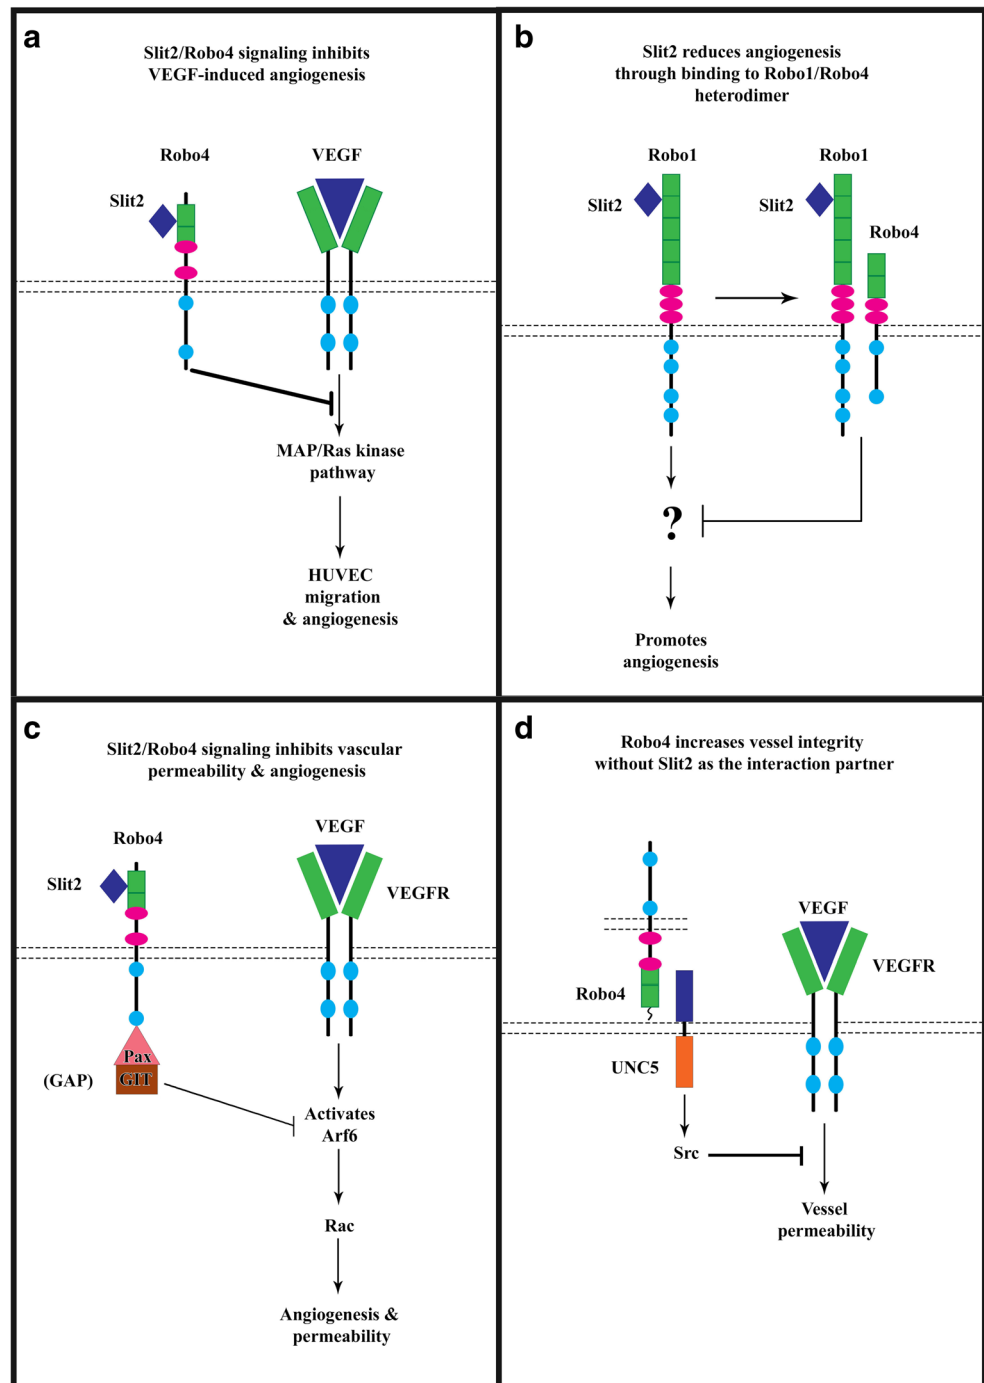 a
Slit2/Robo4 signaling inhibits
VEGF-induced angiogenesis
Robo4
VEGF
Slit2
MAP/Ras kinase
pathway
HUVEC
migration
& angiogenesis
b
Slit2 reduces angiogenesis
through binding to Robo1/Robo4
heterodimer
Robo1
Robo1
Slit2
Slit2
Robo4
?
Promotes
angiogenesis
c
Slit2/Robo4 signaling inhibits vascular
permeability & angiogenesis
VEGF
Robo4
Slit2
VEGFR
Pax
(GAP)
GIT
Activates
Arf6
Rac
Angiogenesis &
permeability
d
Robo4 increases vessel integrity
without Slit2 as the interaction partner
VEGF
VEGFR
Robo4
UNC5
Src
Vessel
permeability